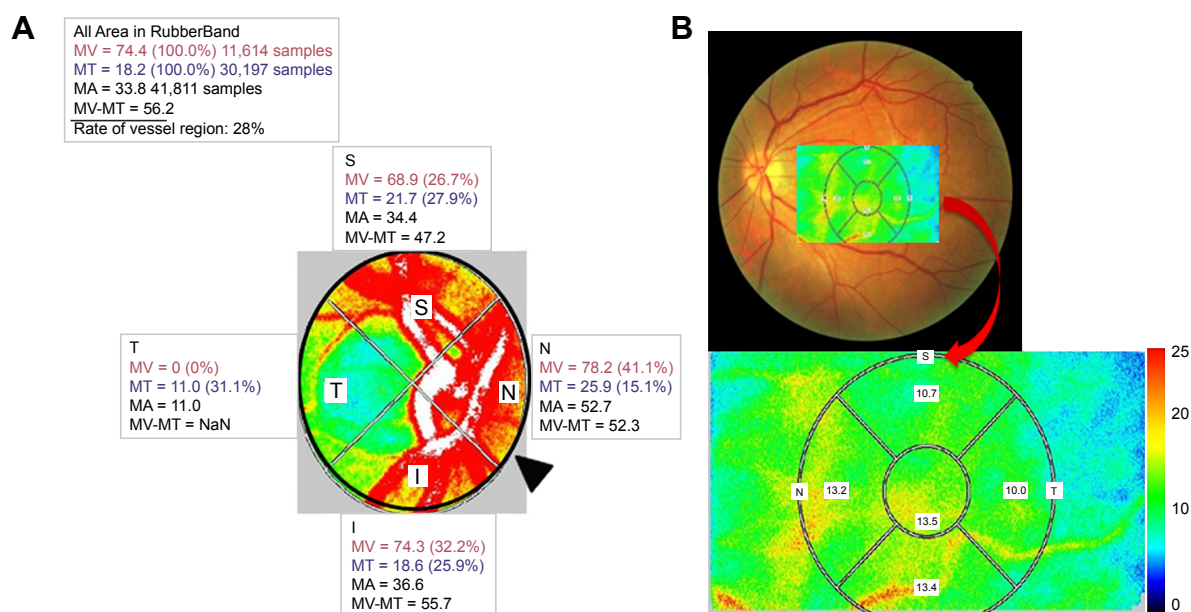 A
All Area in RubberBand
MV = 74.4 (100.0%) 11,614 samples
MT = 18.2 (100.0%) 30,197 samples
MA = 33.8 41,811 samples
MV-MT = 56.2
Rate of vessel region: 28%
S
MV = 68.9 (26.7%)
MT = 21.7 (27.9%)
MA = 34.4
MV-MT = 47.2
T
MV = 0 (0%)
MT = 11.0 (31.1%)
MA = 11.0
MV-MT = NaN
S
T
N
I
N
MV = 78.2 (41.1%)
MT = 25.9 (15.1%)
MA = 52.7
MV-MT = 52.3
I
MV = 74.3 (32.2%)
MT = 18.6 (25.9%)
MA = 36.6
MV-MT = 55.7
B
S
10.7
N
13.2
10.0
T
13.5
13.4
25
20
10
0